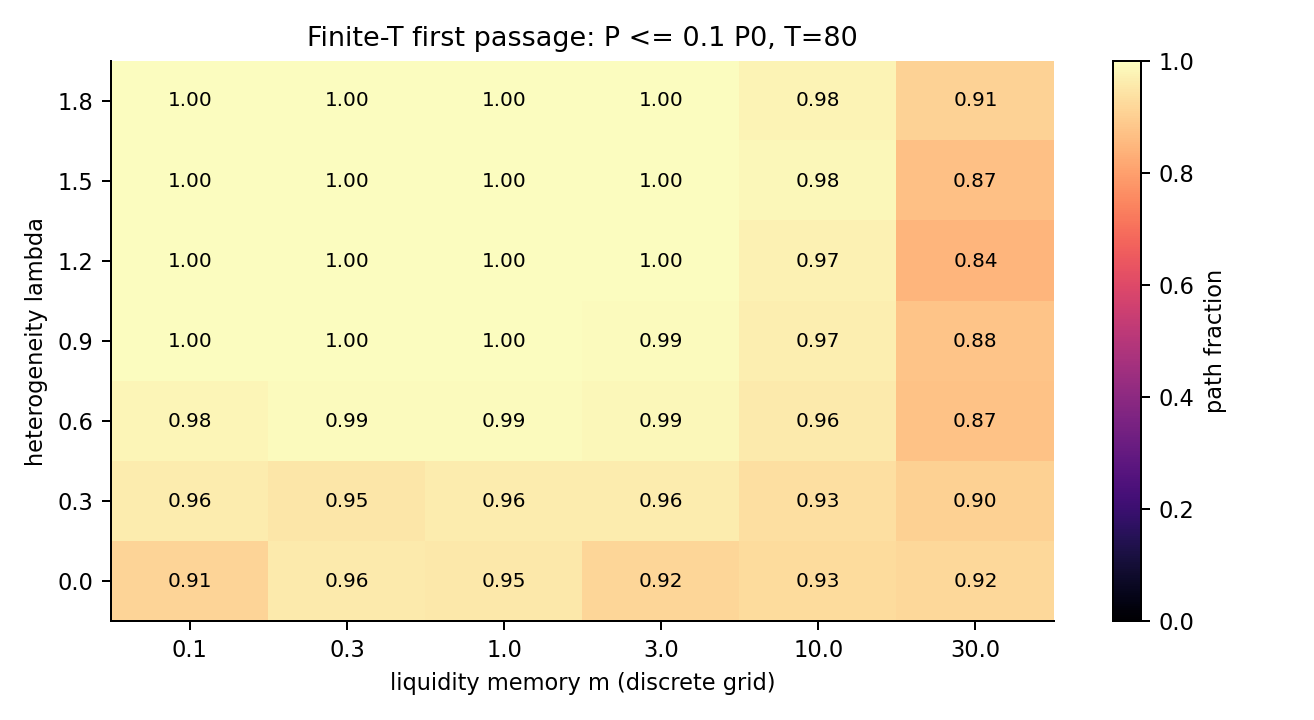 Finite-T first passage: P <= 0.1 P0, T=80
heterogeneity lambda
1.8 1.00 1.00 1.00 1.00 0.98 0.91
1.5 1.00 1.00 1.00 1.00 0.98 0.87
1.2 1.00 1.00 1.00 1.00 0.97 0.84
0.9 1.00 1.00 1.00 0.99 0.97 0.88
0.6 0.98 0.99 0.99 0.99 0.96 0.87
0.3 0.96 0.95 0.96 0.96 0.93 0.90
0.0 0.91 0.96 0.95 0.92 0.93 0.92
0.1 0.3 1.0 3.0 10.0 30.0
liquidity memory m (discrete grid)
1.0
0.8
0.6
0.4
0.2
0.0
path fraction